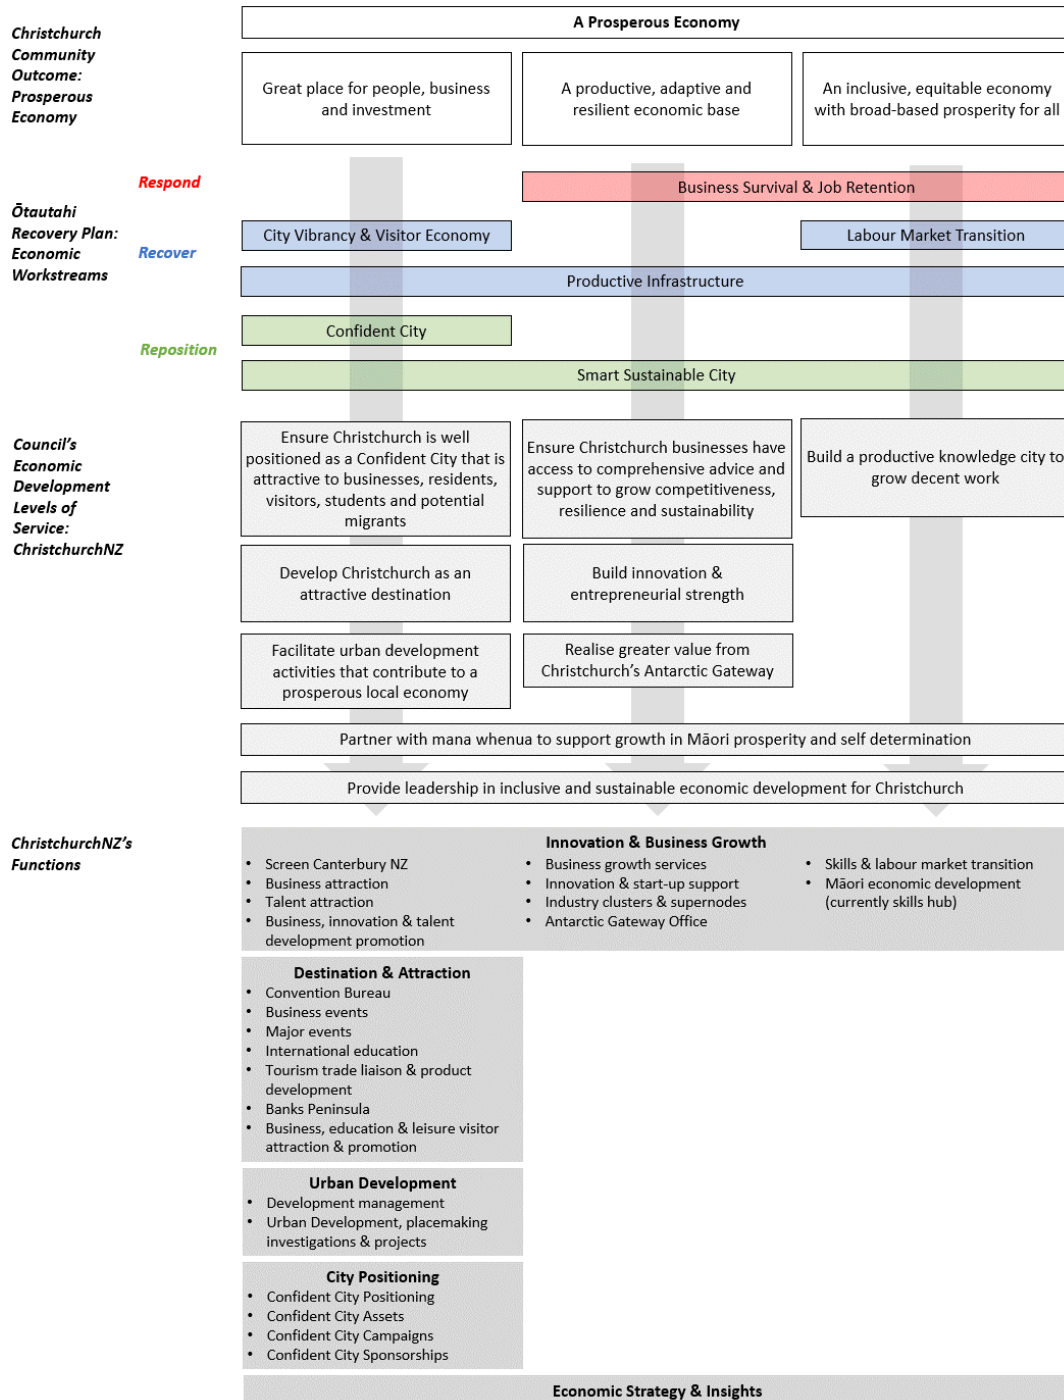 Christchurch
Community
Outcome:
Prosperous
Economy
A Prosperous Economy
Great place for people, business
and investment
A productive, adaptive and
resilient economic base
An inclusive, equitable economy
with broad-based prosperity for all
Ōtautahi
Recovery Plan:
Economic
Workstreams
Respond
Business Survival & Job Retention
Recover
City Vibrancy & Visitor Economy
Labour Market Transition
Productive Infrastructure
Reposition
Confident City
Smart Sustainable City
Council's
Economic
Development
Levels of
Service:
ChristchurchNZ
Ensure Christchurch is well
positioned as a Confident City that is
attractive to businesses, residents,
visitors, students and potential
migrants
Ensure Christchurch businesses have
access to comprehensive advice and
support to grow competitiveness,
resilience and sustainability
Build a productive knowledge city to
grow decent work
Develop Christchurch as an
attractive destination
Build innovation &
entrepreneurial strength
Facilitate urban development
activities that contribute to a
prosperous local economy
Realise greater value from
Christchurch's Antarctic Gateway
Partner with mana whenua to support growth in Māori prosperity and self determination
Provide leadership in inclusive and sustainable economic development for Christchurch
ChristchurchNZ's
Functions
Innovation & Business Growth
• Screen Canterbury NZ
• Business attraction
• Talent attraction
• Business, innovation & talent
development promotion
• Business growth services
• Innovation & start-up support
• Industry clusters & supernodes
• Antarctic Gateway Office
• Skills & labour market transition
• Māori economic development
(currently skills hub)
Destination & Attraction
• Convention Bureau
• Business events
• Major events
• International education
• Tourism trade liaison & product
development
• Banks Peninsula
• Business, education & leisure visitor
attraction & promotion
Urban Development
• Development management
• Urban Development, placemaking
investigations & projects
City Positioning
• Confident City Positioning
• Confident City Assets
• Confident City Campaigns
• Confident City Sponsorships
Economic Strategy & Insights